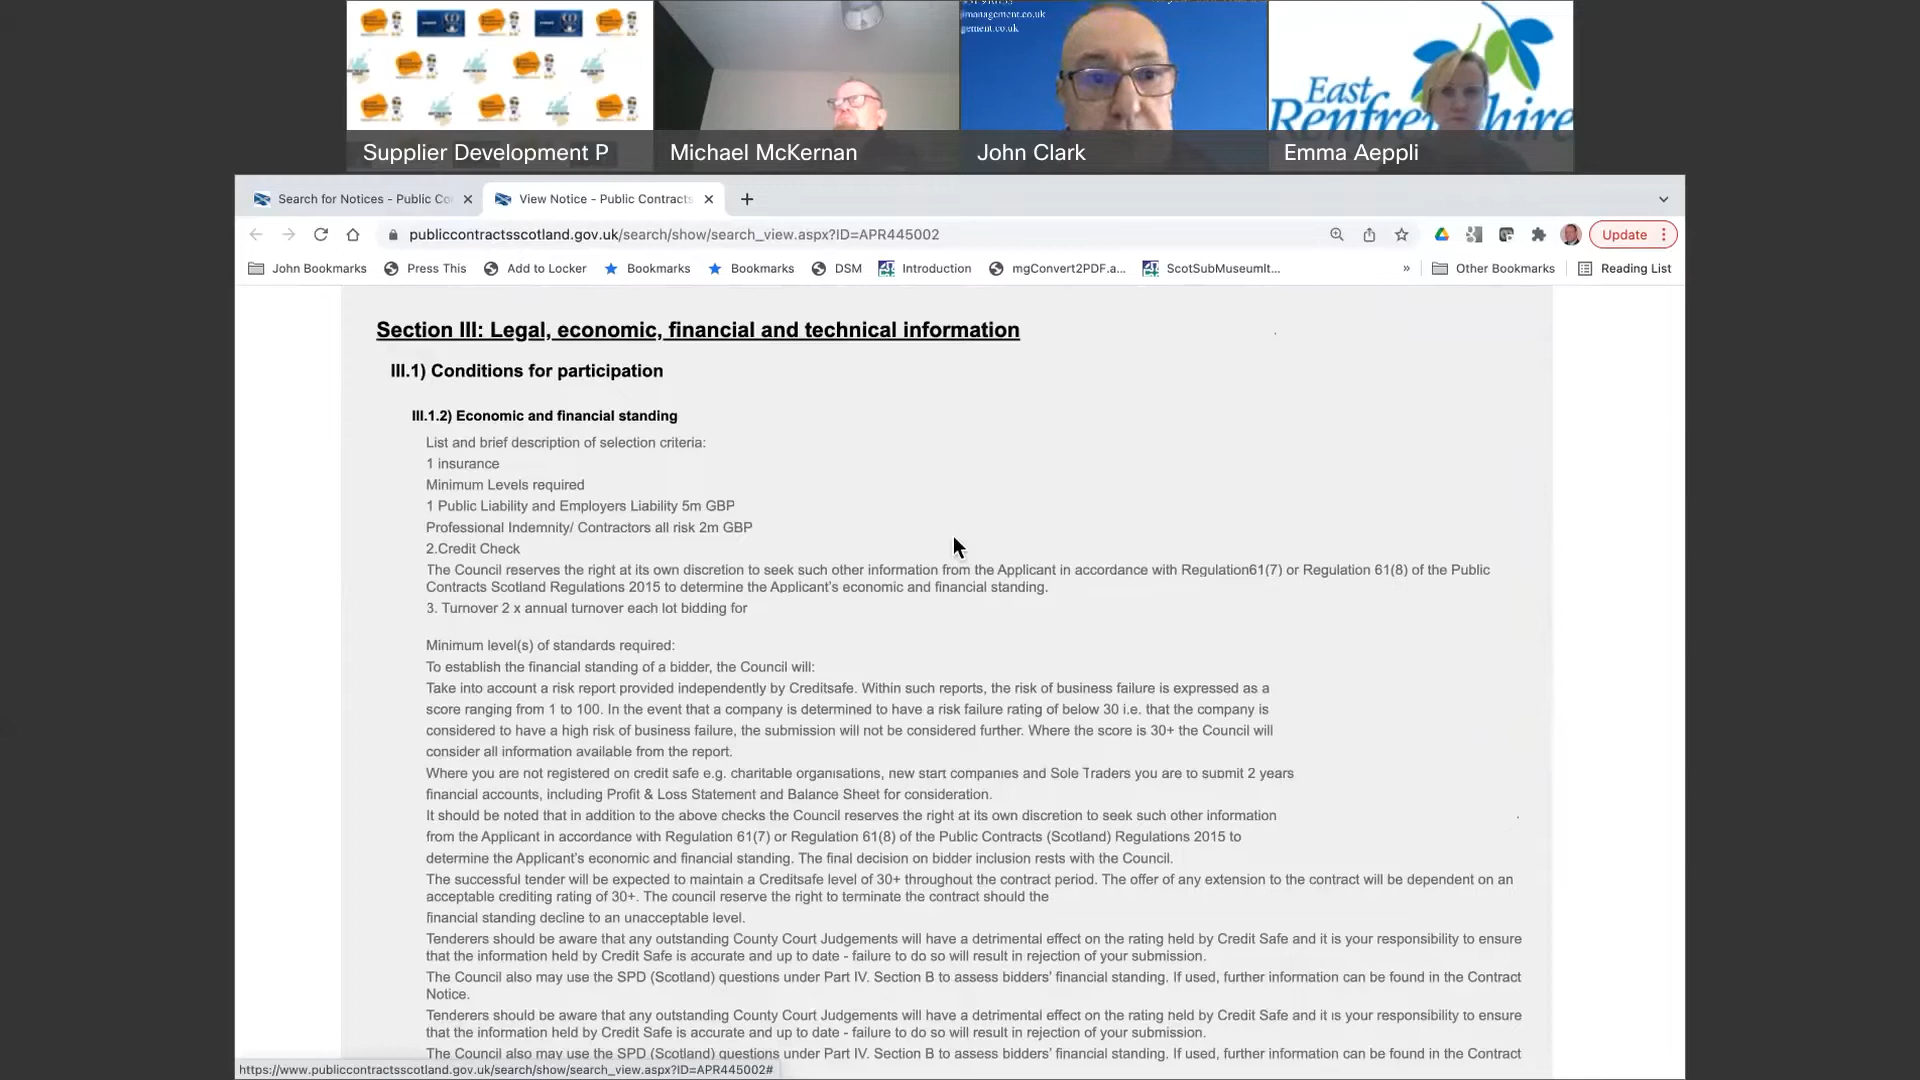 jmanagement.co.uk
gement.co.uk
East
Renfrewshire
Supplier Development P
Michael McKernan
John Clark
Emma Aeppli
Search for Notices - Public Co
View Notice - Public Contracts
publiccontractsscotland.gov.uk/search/show/search_view.aspx?ID=APR445002
Update
John Bookmarks
Press This
Add to Locker
Bookmarks
Bookmarks
DSM
Introduction
mgConvert2PDF.a...
ScotSubMuseumIt...
»
Other Bookmarks
Reading List
Section III: Legal, economic, financial and technical information
III.1) Conditions for participation
III.1.2) Economic and financial standing
List and brief description of selection criteria:
1 insurance
Minimum Levels required
1 Public Liability and Employers Liability 5m GBP
Professional Indemnity/ Contractors all risk 2m GBP
2.Credit Check
The Council reserves the right at its own discretion to seek such other information from the Applicant in accordance with Regulation61(7) or Regulation 61(8) of the Public
Contracts Scotland Regulations 2015 to determine the Applicant's economic and financial standing.
3. Turnover 2 x annual turnover each lot bidding for
Minimum level(s) of standards required:
To establish the financial standing of a bidder, the Council will:
Take into account a risk report provided independently by Creditsafe. Within such reports, the risk of business failure is expressed as a
score ranging from 1 to 100. In the event that a company is determined to have a risk failure rating of below 30 i.e. that the company is
considered to have a high risk of business failure, the submission will not be considered further. Where the score is 30+ the Council will
consider all information available from the report.
Where you are not registered on credit safe e.g. charitable organisations, new start companies and Sole Traders you are to submit 2 years
financial accounts, including Profit & Loss Statement and Balance Sheet for consideration.
It should be noted that in addition to the above checks the Council reserves the right at its own discretion to seek such other information
from the Applicant in accordance with Regulation 61(7) or Regulation 61(8) of the Public Contracts (Scotland) Regulations 2015 to
determine the Applicant's economic and financial standing. The final decision on bidder inclusion rests with the Council.
The successful tender will be expected to maintain a Creditsafe level of 30+ throughout the contract period. The offer of any extension to the contract will be dependent on an
acceptable crediting rating of 30+. The council reserve the right to terminate the contract should the
financial standing decline to an unacceptable level.
Tenderers should be aware that any outstanding County Court Judgements will have a detrimental effect on the rating held by Credit Safe and it is your responsibility to ensure
that the information held by Credit Safe is accurate and up to date - failure to do so will result in rejection of your submission.
The Council also may use the SPD (Scotland) questions under Part IV. Section B to assess bidders' financial standing. If used, further information can be found in the Contract
Notice.
Tenderers should be aware that any outstanding County Court Judgements will have a detrimental effect on the rating held by Credit Safe and it is your responsibility to ensure
that the information held by Credit Safe is accurate and up to date - failure to do so will result in rejection of your submission.
The Council also may use the SPD (Scotland) questions under Part IV. Section B to assess bidders' financial standing. If used, further information can be found in the Contract
https://www.publiccontractsscotland.gov.uk/search/show/search_view.aspx?ID=APR445002#